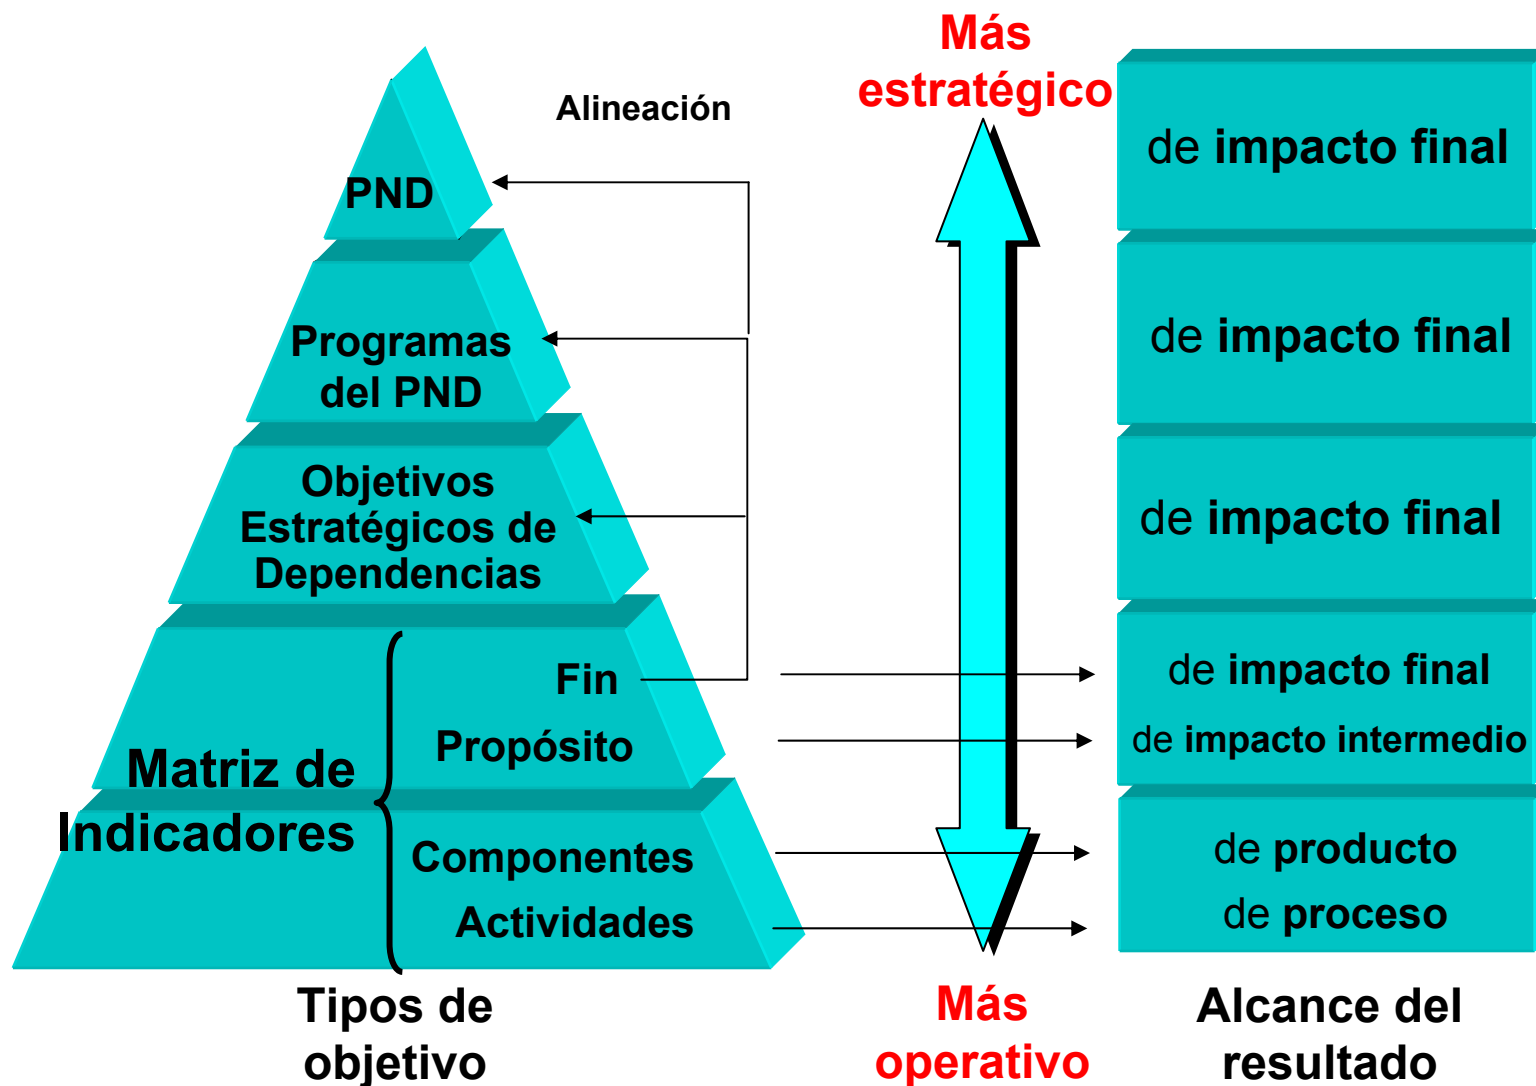 Alineación
PND
Programas
del PND
Objetivos
Estratégicos de
Dependencias
Fin
Propósito
Matriz de
Indicadores
Componentes
Actividades
Tipos de
objetivo
Más
estratégico
Más
operativo
de impacto final
de impacto final
de impacto final
de impacto final
de impacto intermedio
de producto
de proceso
Alcance del
resultado